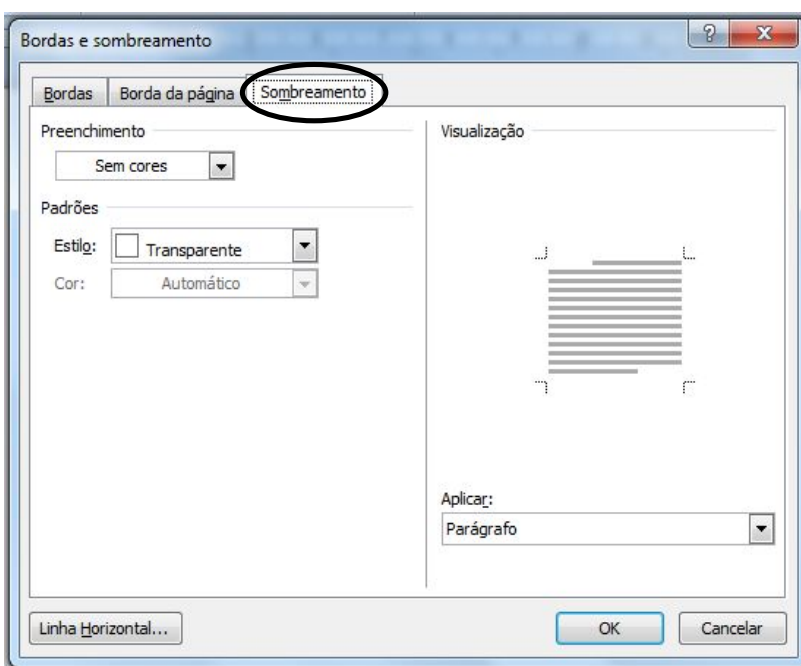 Bordas e sombreamento
Bordas Borda da página Sombreamento
Preenchimento
Sem cores
Padrões
Estilo: Transparente
Cor: Automático
Visualização
Aplicar:
Parágrafo
Linha Horizontal... OK Cancelar